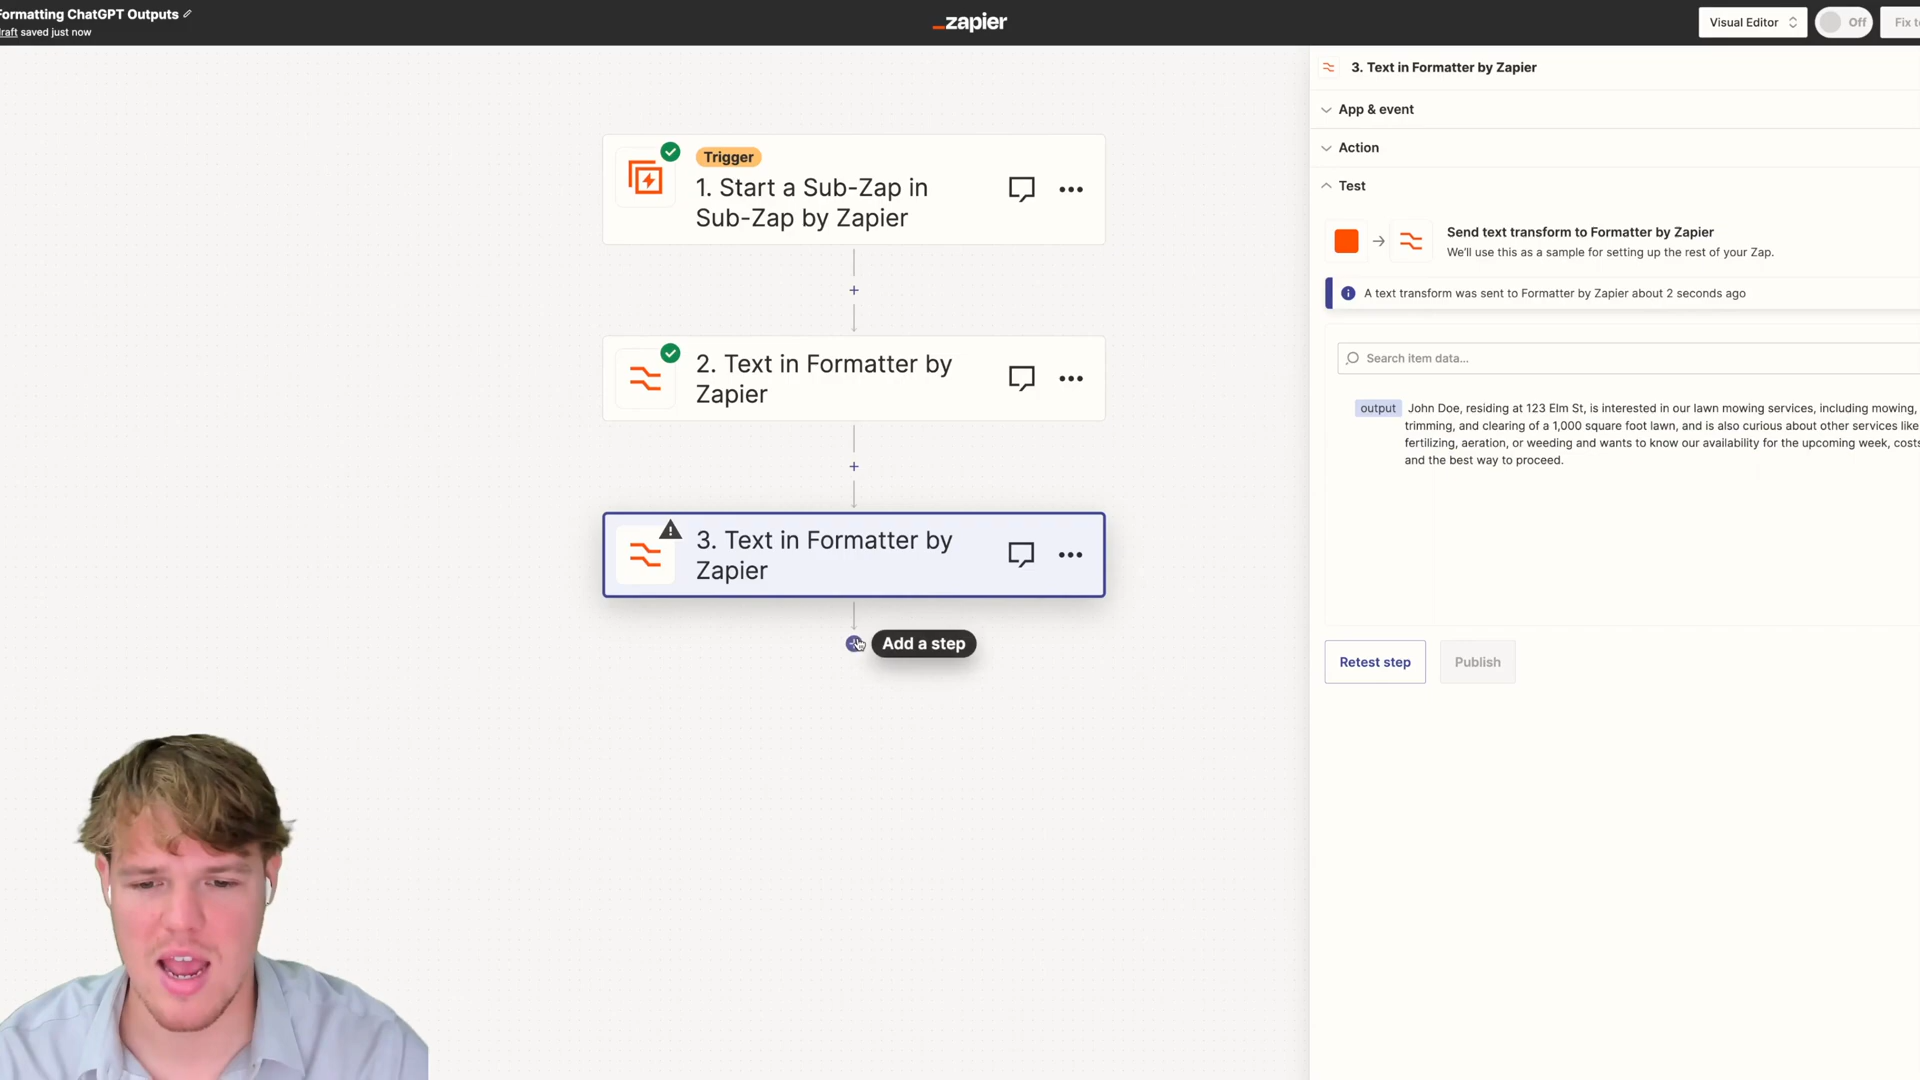 Formatting ChatGPT Outputs
draft saved just now
zapier
Visual Editor
Off
Fix to
3. Text in Formatter by Zapier
App & event
Action
Test
Send text transform to Formatter by Zapier
We'll use this as a sample for setting up the rest of your Zap.
A text transform was sent to Formatter by Zapier about 2 seconds ago
Search item data...
output John Doe, residing at 123 Elm St, is interested in our lawn mowing services, including mowing,
trimming, and clearing of a 1,000 square foot lawn, and is also curious about other services like
fertilizing, aeration, or weeding and wants to know our availability for the upcoming week, costs
and the best way to proceed.
Retest step
Publish
Trigger
1. Start a Sub-Zap in
Sub-Zap by Zapier
2. Text in Formatter by
Zapier
3. Text in Formatter by
Zapier
Add a step